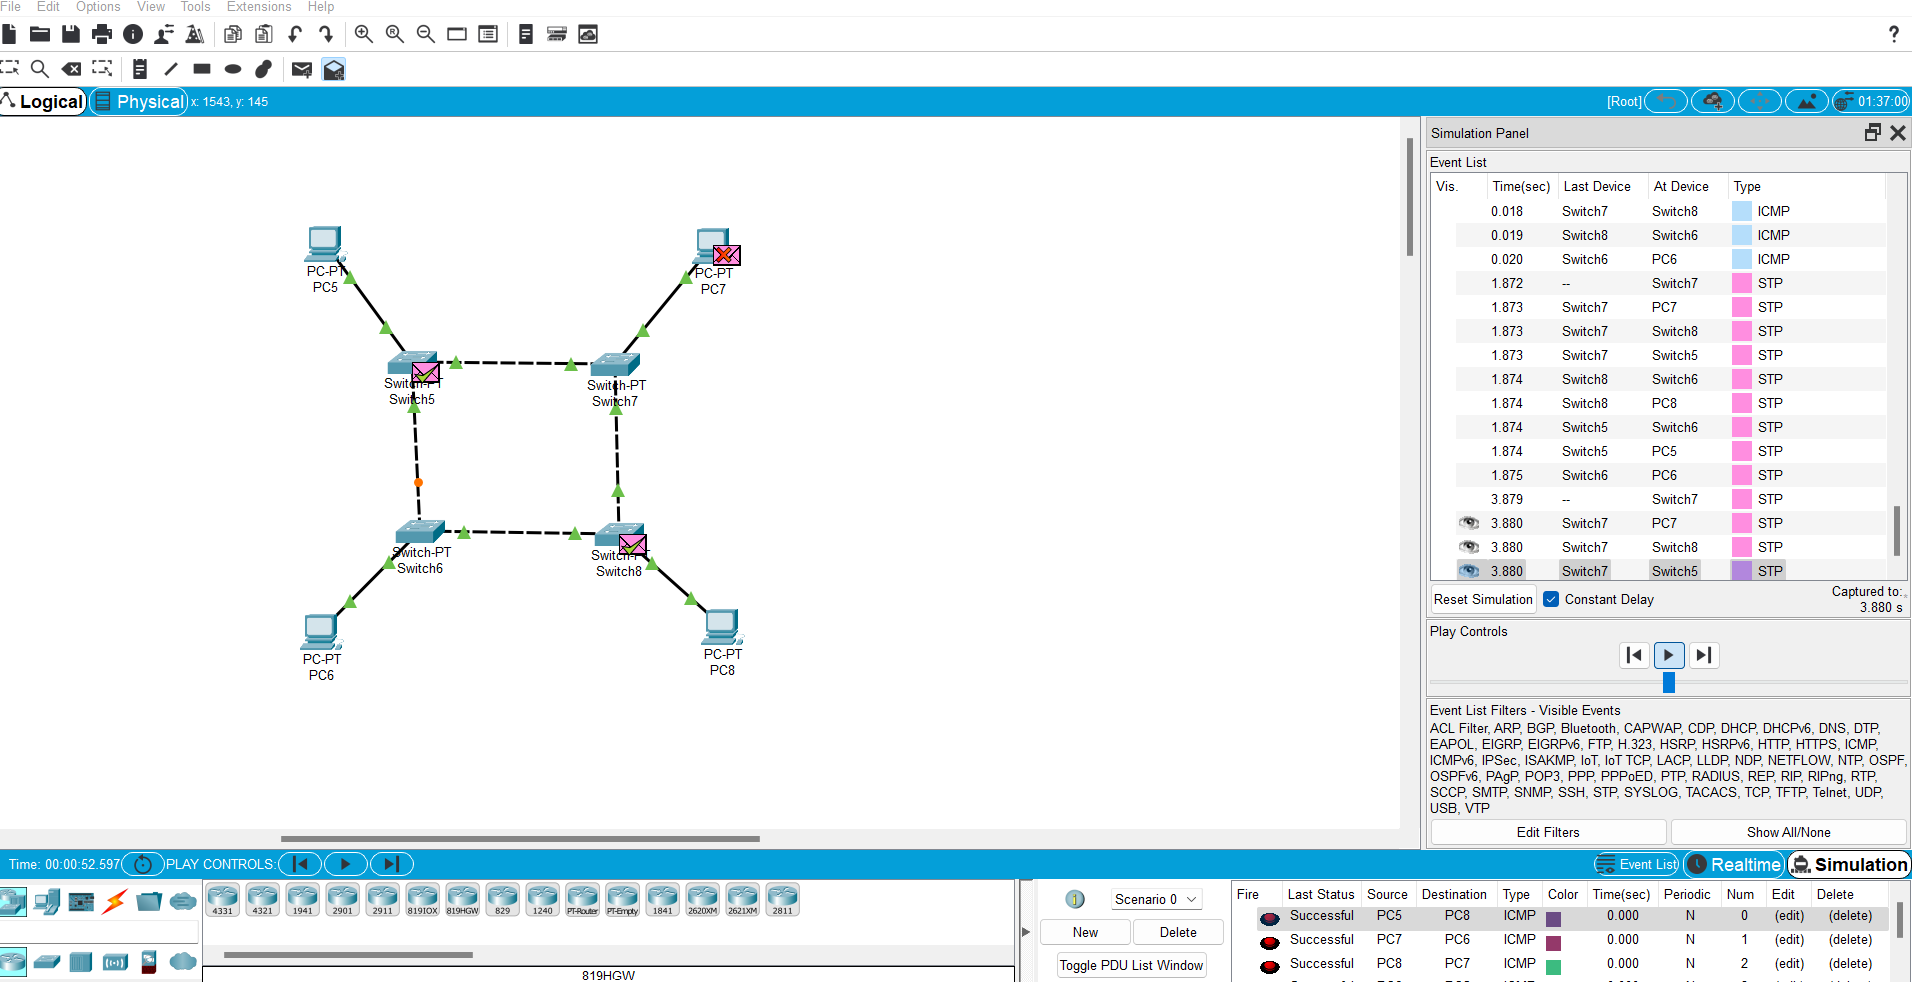 File Edit Options View Tools Extensions Help
Logical Physical x: 1543, y: 145 [Root] 01:37:00
Simulation Panel
Event List
Vis. Time(sec) Last Device At Device Type
0.018 Switch7 Switch8 ICMP
0.019 Switch8 Switch6 ICMP
0.020 Switch6 PC6 ICMP
1.872 -- Switch7 STP
1.873 Switch7 PC7 STP
1.873 Switch7 Switch8 STP
1.873 Switch7 Switch5 STP
1.874 Switch8 Switch6 STP
1.874 Switch8 PC8 STP
1.874 Switch5 Switch6 STP
1.874 Switch5 PC5 STP
1.875 Switch6 PC6 STP
3.879 -- Switch7 STP
3.880 Switch7 PC7 STP
3.880 Switch7 Switch8 STP
3.880 Switch7 Switch5 STP
Reset Simulation Constant Delay Captured to:
3.880 s
Play Controls
Event List Filters - Visible Events
ACL Filter, ARP, BGP, Bluetooth, CAPWAP, CDP, DHCP, DHCPv6, DNS, DTP,
EAPOL, EIGRP, EIGRPv6, FTP, H.323, HSRP, HSRPv6, HTTP, HTTPS, ICMP,
ICMPv6, IPSec, ISAKMP, IoT, IoT TCP, LACP, LLDP, NDP, NETFLOW, NTP, OSPF,
OSPFv6, PAgP, POP3, PPP, PPPoED, PTP, RADIUS, REP, RIP, RIPng, RTP,
SCCP, SMTP, SNMP, SSH, STP, SYSLOG, TACACS, TCP, TFTP, Telnet, UDP,
USB, VTP
Edit Filters Show All/None
PC-PT
PC5
PC-PT
PC7
Switch-PT
Switch5
Switch-PT
Switch7
Switch-PT
Switch6
Switch-PT
Switch8
PC-PT
PC6
PC-PT
PC8
Time: 00:00:52.597 PLAY CONTROLS: Event List Realtime Simulation
4331 4321 1941 2901 2911 819IOX 819HGW 829 1240 PT-Router PT-Empty 1841 2620XM 2621XM 2811
819HGW
Scenario 0
New Delete
Toggle PDU List Window
Fire Last Status Source Destination Type Color Time(sec) Periodic Num Edit Delete
Successful PC5 PC8 ICMP 0.000 N 0 (edit) (delete)
Successful PC7 PC6 ICMP 0.000 N 1 (edit) (delete)
Successful PC8 PC7 ICMP 0.000 N 2 (edit) (delete)